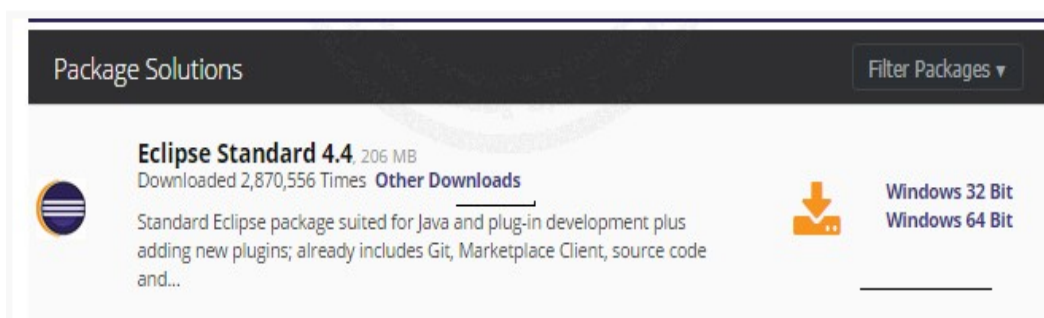 Package Solutions
Filter Packages ▾
Eclipse Standard 4.4, 206 MB
Downloaded 2,870,556 Times Other Downloads
Standard Eclipse package suited for Java and plug-in development plus
adding new plugins; already includes Git, Marketplace Client, source code
and...
Windows 32 Bit
Windows 64 Bit